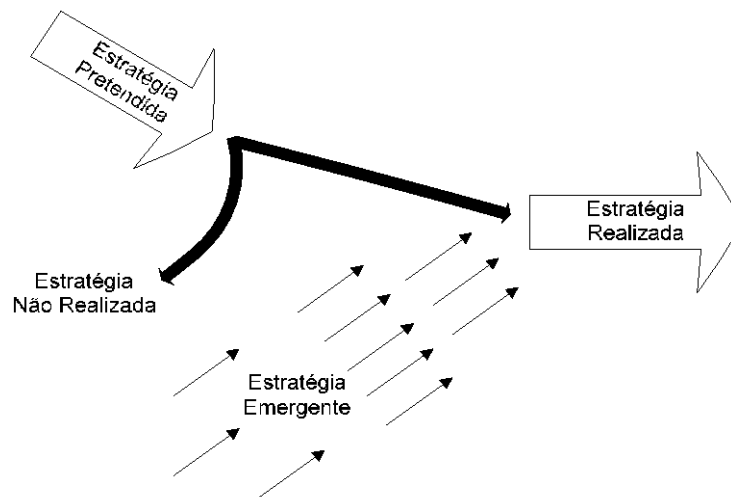 Estratégia
Pretendida
Estratégia
Realizada
Estratégia
Não Realizada
Estratégia
Emergente